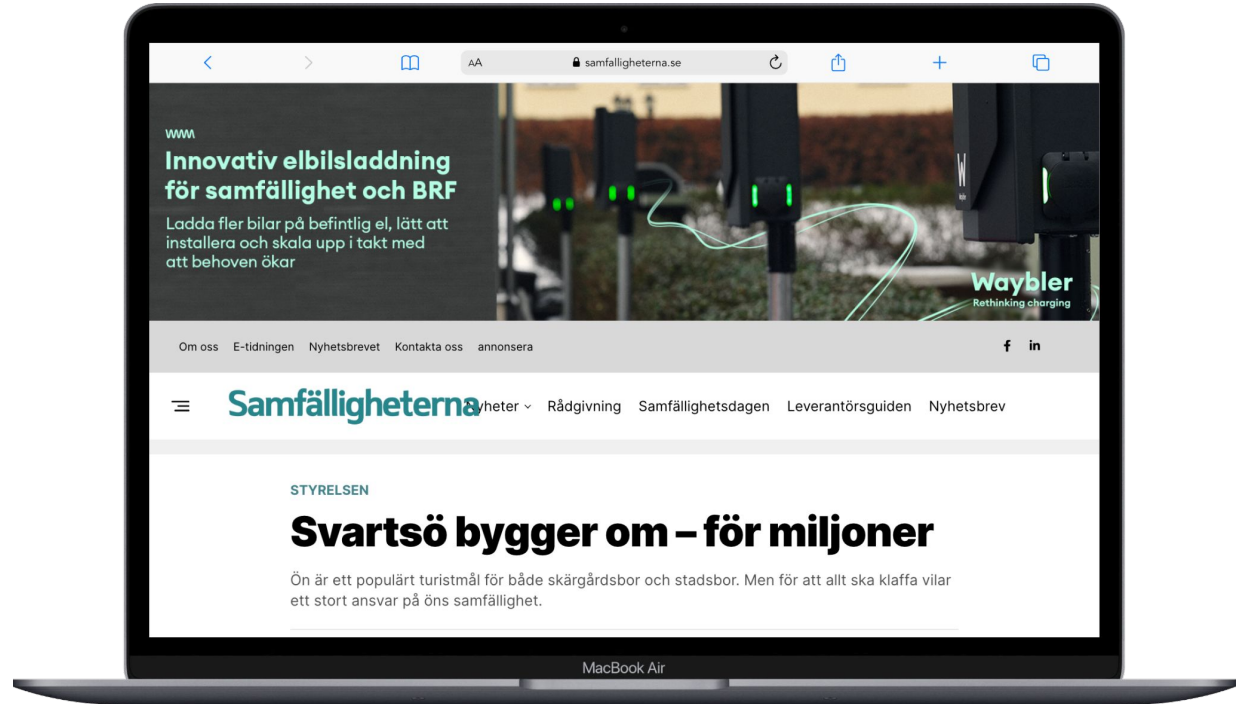 AA samfalligheterna.se
Innovativ elbilsladdning
för samfällighet och BRF
Ladda fler bilar på befintlig el, lätt att
installera och skala upp i takt med
att behoven ökar
W
Waybler
Rethinking charging
Om oss E-tidningen Nyhetsbrevet Kontakta oss annonsera
f in
Samfälligheterna Nyheter Rådgivning Samfällighetsdagen Leverantörsguiden Nyhetsbrev
STYRELSEN
Svartsö bygger om – för miljoner
Ön är ett populärt turistmål för både skärgårdsbor och stadsbor. Men för att allt ska klaffa vilar
ett stort ansvar på öns samfällighet.
MacBook Air